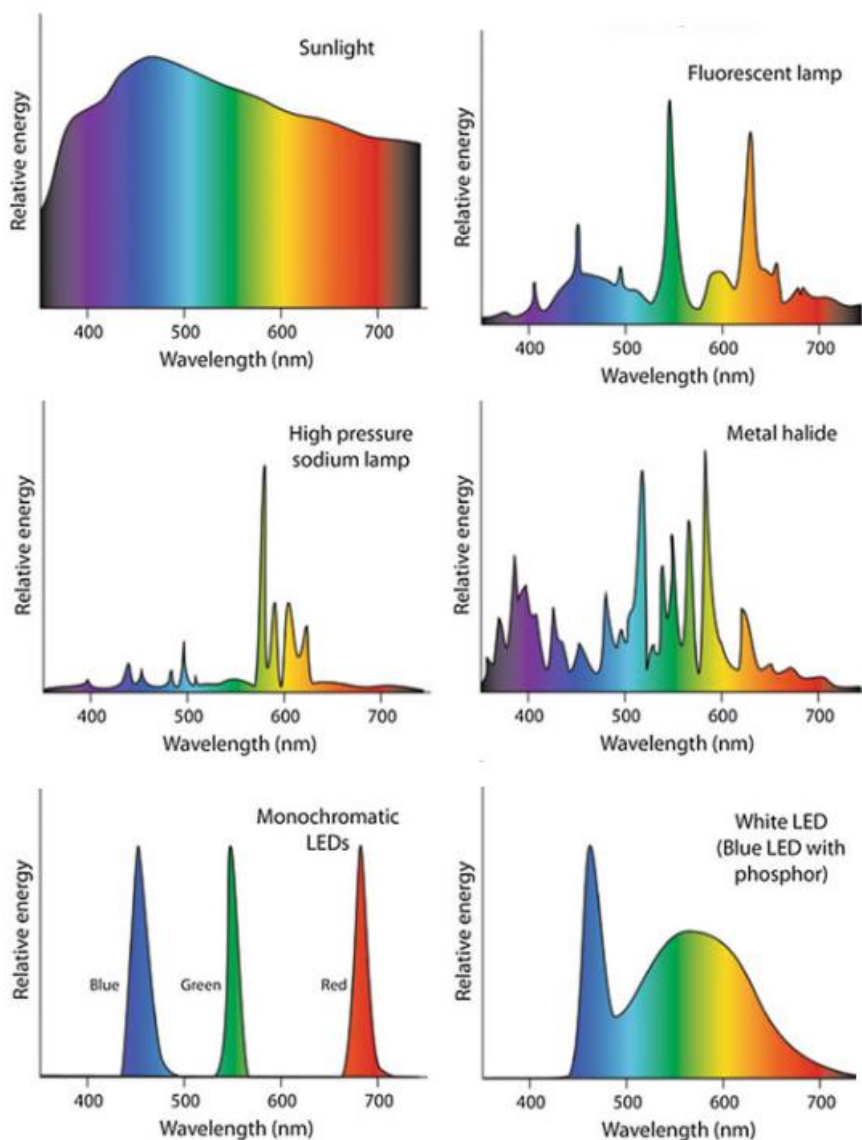 Sunlight
Relative energy
400 500 600 700
Wavelength (nm)
Fluorescent lamp
Relative energy
400 500 600 700
Wavelength (nm)
High pressure
sodium lamp
Relative energy
400 500 600 700
Wavelength (nm)
Metal halide
Relative energy
400 500 600 700
Wavelength (nm)
Monochromatic
LEDs
Relative energy
Blue Green Red
400 500 600 700
Wavelength (nm)
White LED
(Blue LED with
phosphor)
Relative energy
400 500 600 700
Wavelength (nm)